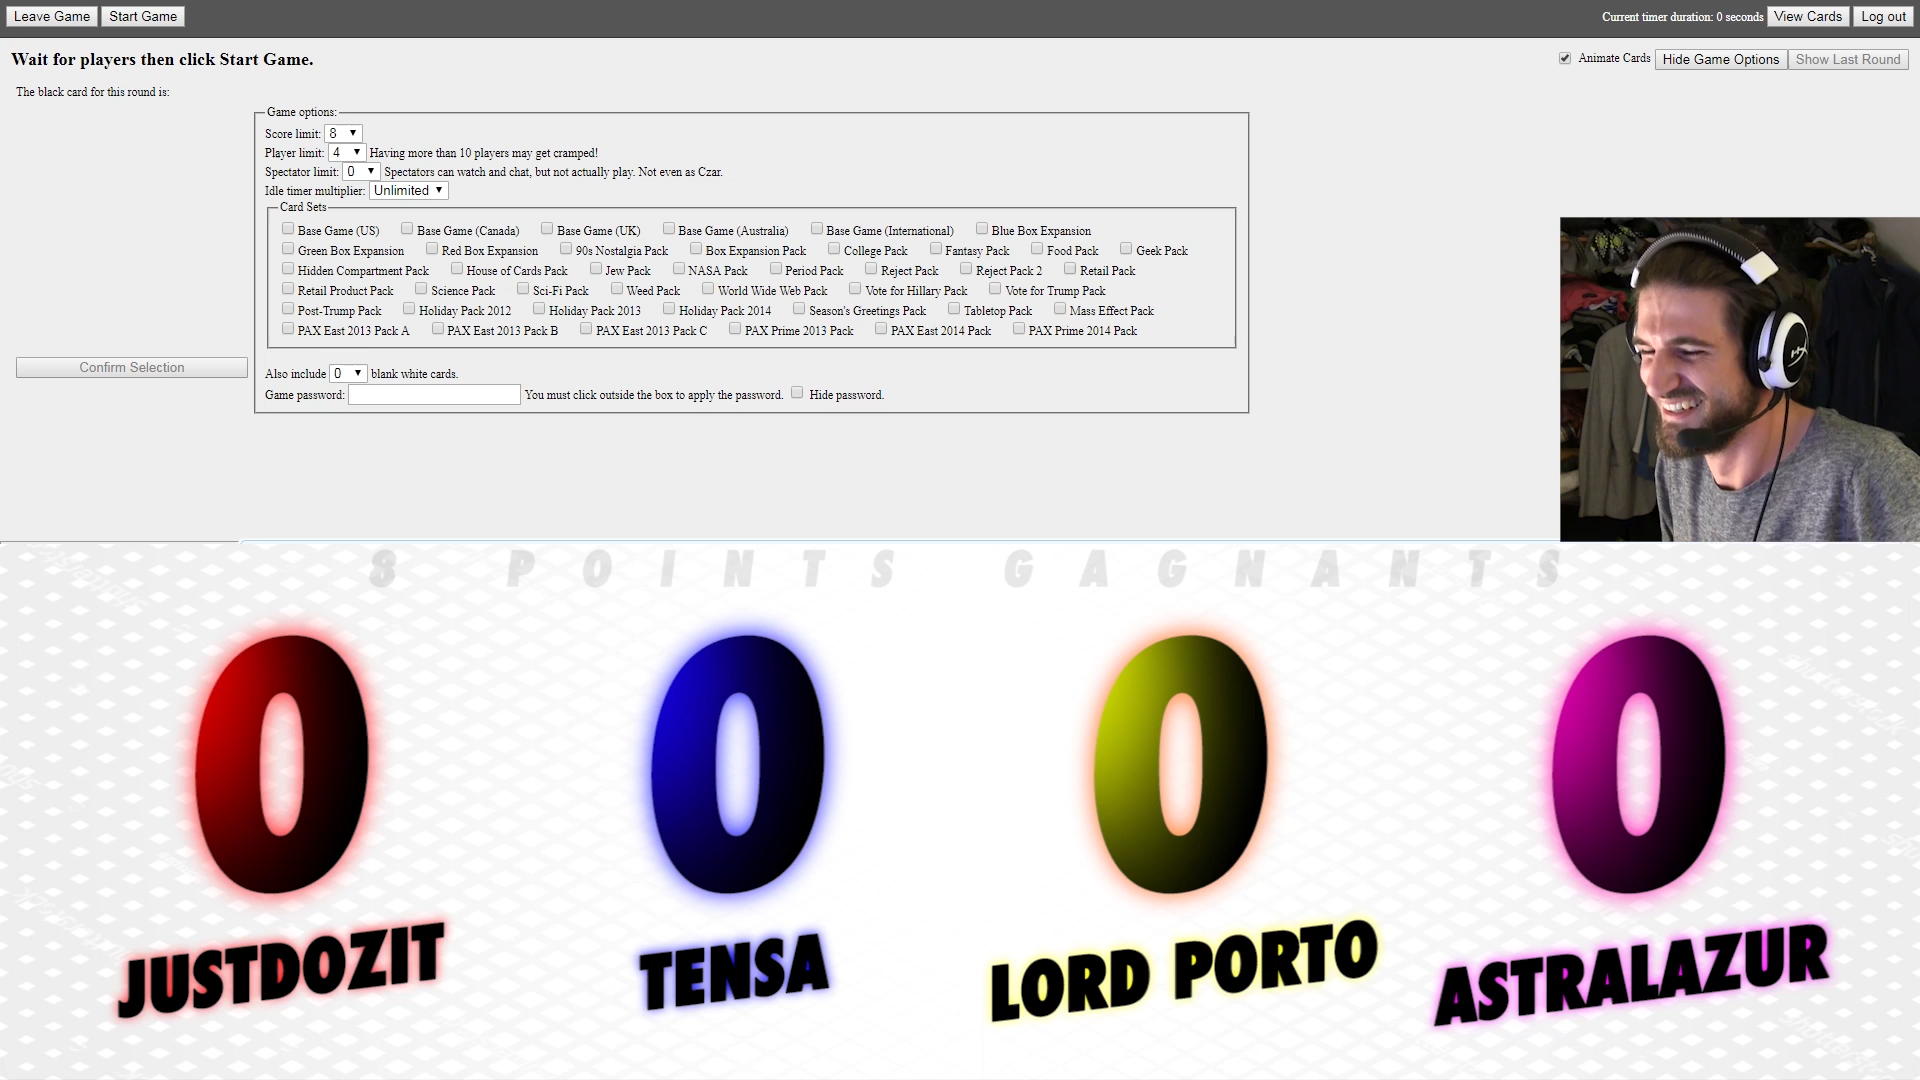 Leave Game Start Game Current timer duration: 0 seconds View Cards Log out
Wait for players then click Start Game. Animate Cards Hide Game Options Show Last Round
The black card for this round is:
Game options:
Score limit: 8
Player limit: 4 Having more than 10 players may get cramped!
Spectator limit: 0 Spectators can watch and chat, but not actually play. Not even as Czar.
Idle timer multiplier: Unlimited
Card Sets
Base Game (US) Base Game (Canada) Base Game (UK) Base Game (Australia) Base Game (International) Blue Box Expansion
Green Box Expansion Red Box Expansion 90s Nostalgia Pack Box Expansion Pack College Pack Fantasy Pack Food Pack Geek Pack
Hidden Compartment Pack House of Cards Pack Jew Pack NASA Pack Period Pack Reject Pack Reject Pack 2 Retail Pack
Retail Product Pack Science Pack Sci-Fi Pack Weed Pack World Wide Web Pack Vote for Hillary Pack Vote for Trump Pack
Post-Trump Pack Holiday Pack 2012 Holiday Pack 2013 Holiday Pack 2014 Season's Greetings Pack Tabletop Pack Mass Effect Pack
PAX East 2013 Pack A PAX East 2013 Pack B PAX East 2013 Pack C PAX Prime 2013 Pack PAX East 2014 Pack PAX Prime 2014 Pack
Confirm Selection
Also include 0 blank white cards.
Game password: You must click outside the box to apply the password. Hide password.
8 POINTS GAGNANTS
0 0 0 0
JUSTDOZIT TENSA LORD PORTO ASTRALAZUR